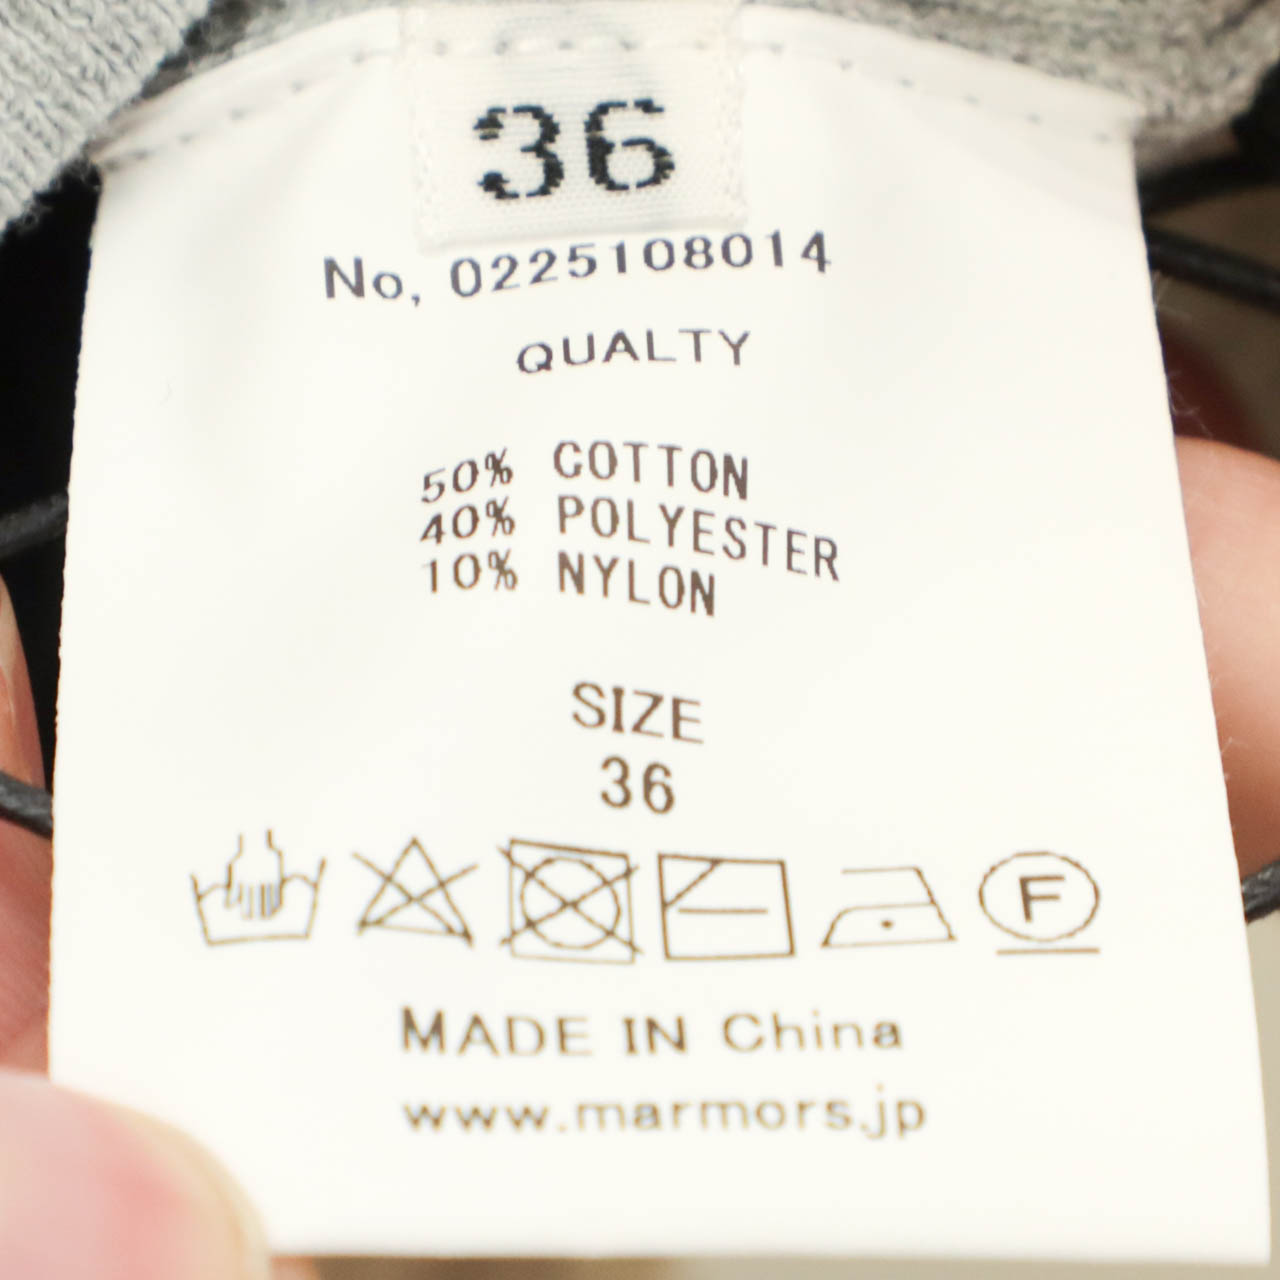 36
No, 0225108014
QUALTY
50% COTTON
40% POLYESTER
10% NYLON
SIZE
36
F
MADE IN China
www.marmors.jp